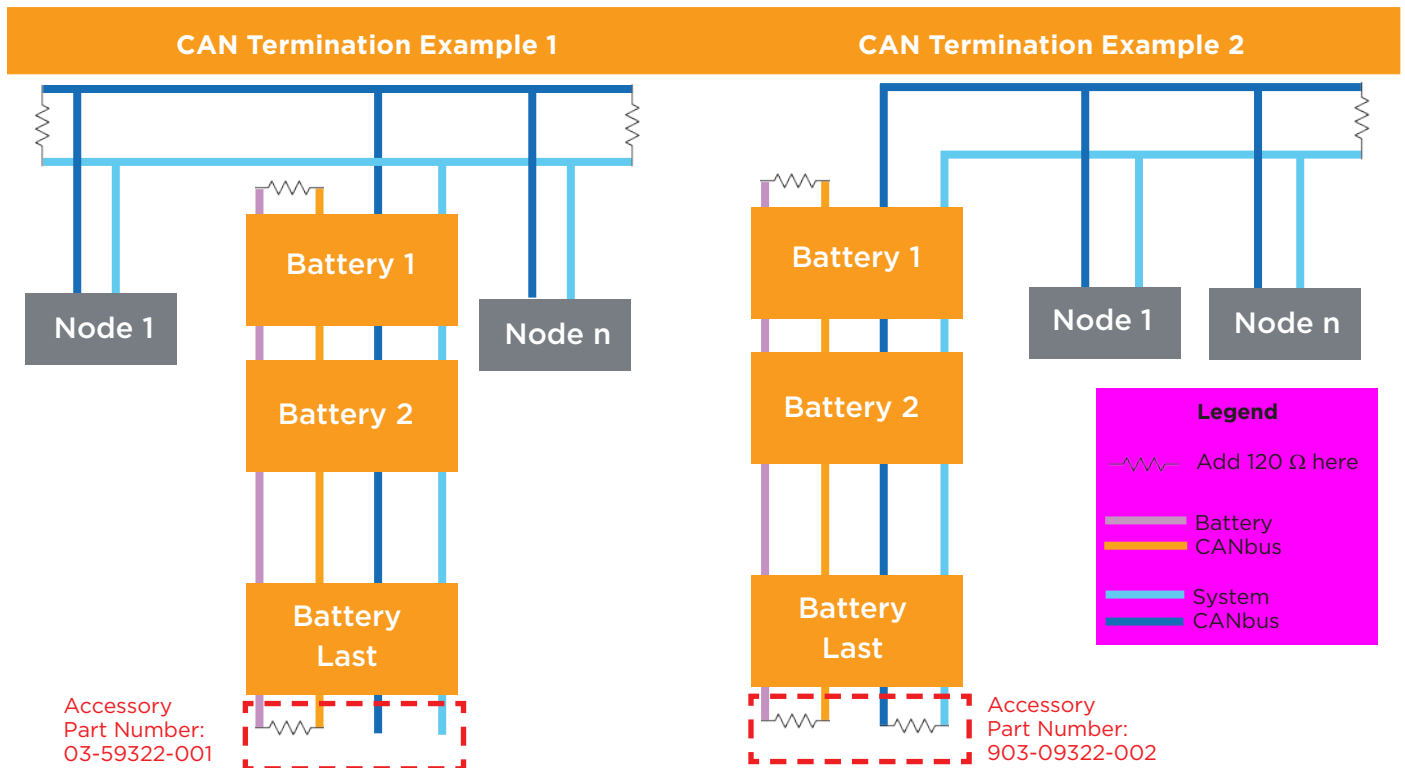 CAN Termination Example 1
CAN Termination Example 2
Battery 1
Node 1
Node n
Battery 2
Battery
Last
Accessory
Part Number:
03-59322-001
Battery 1
Node 1
Node n
Battery 2
Battery
Last
Accessory
Part Number:
903-09322-002
Legend
Add 120 Ω here
Battery
CANbus
System
CANbus